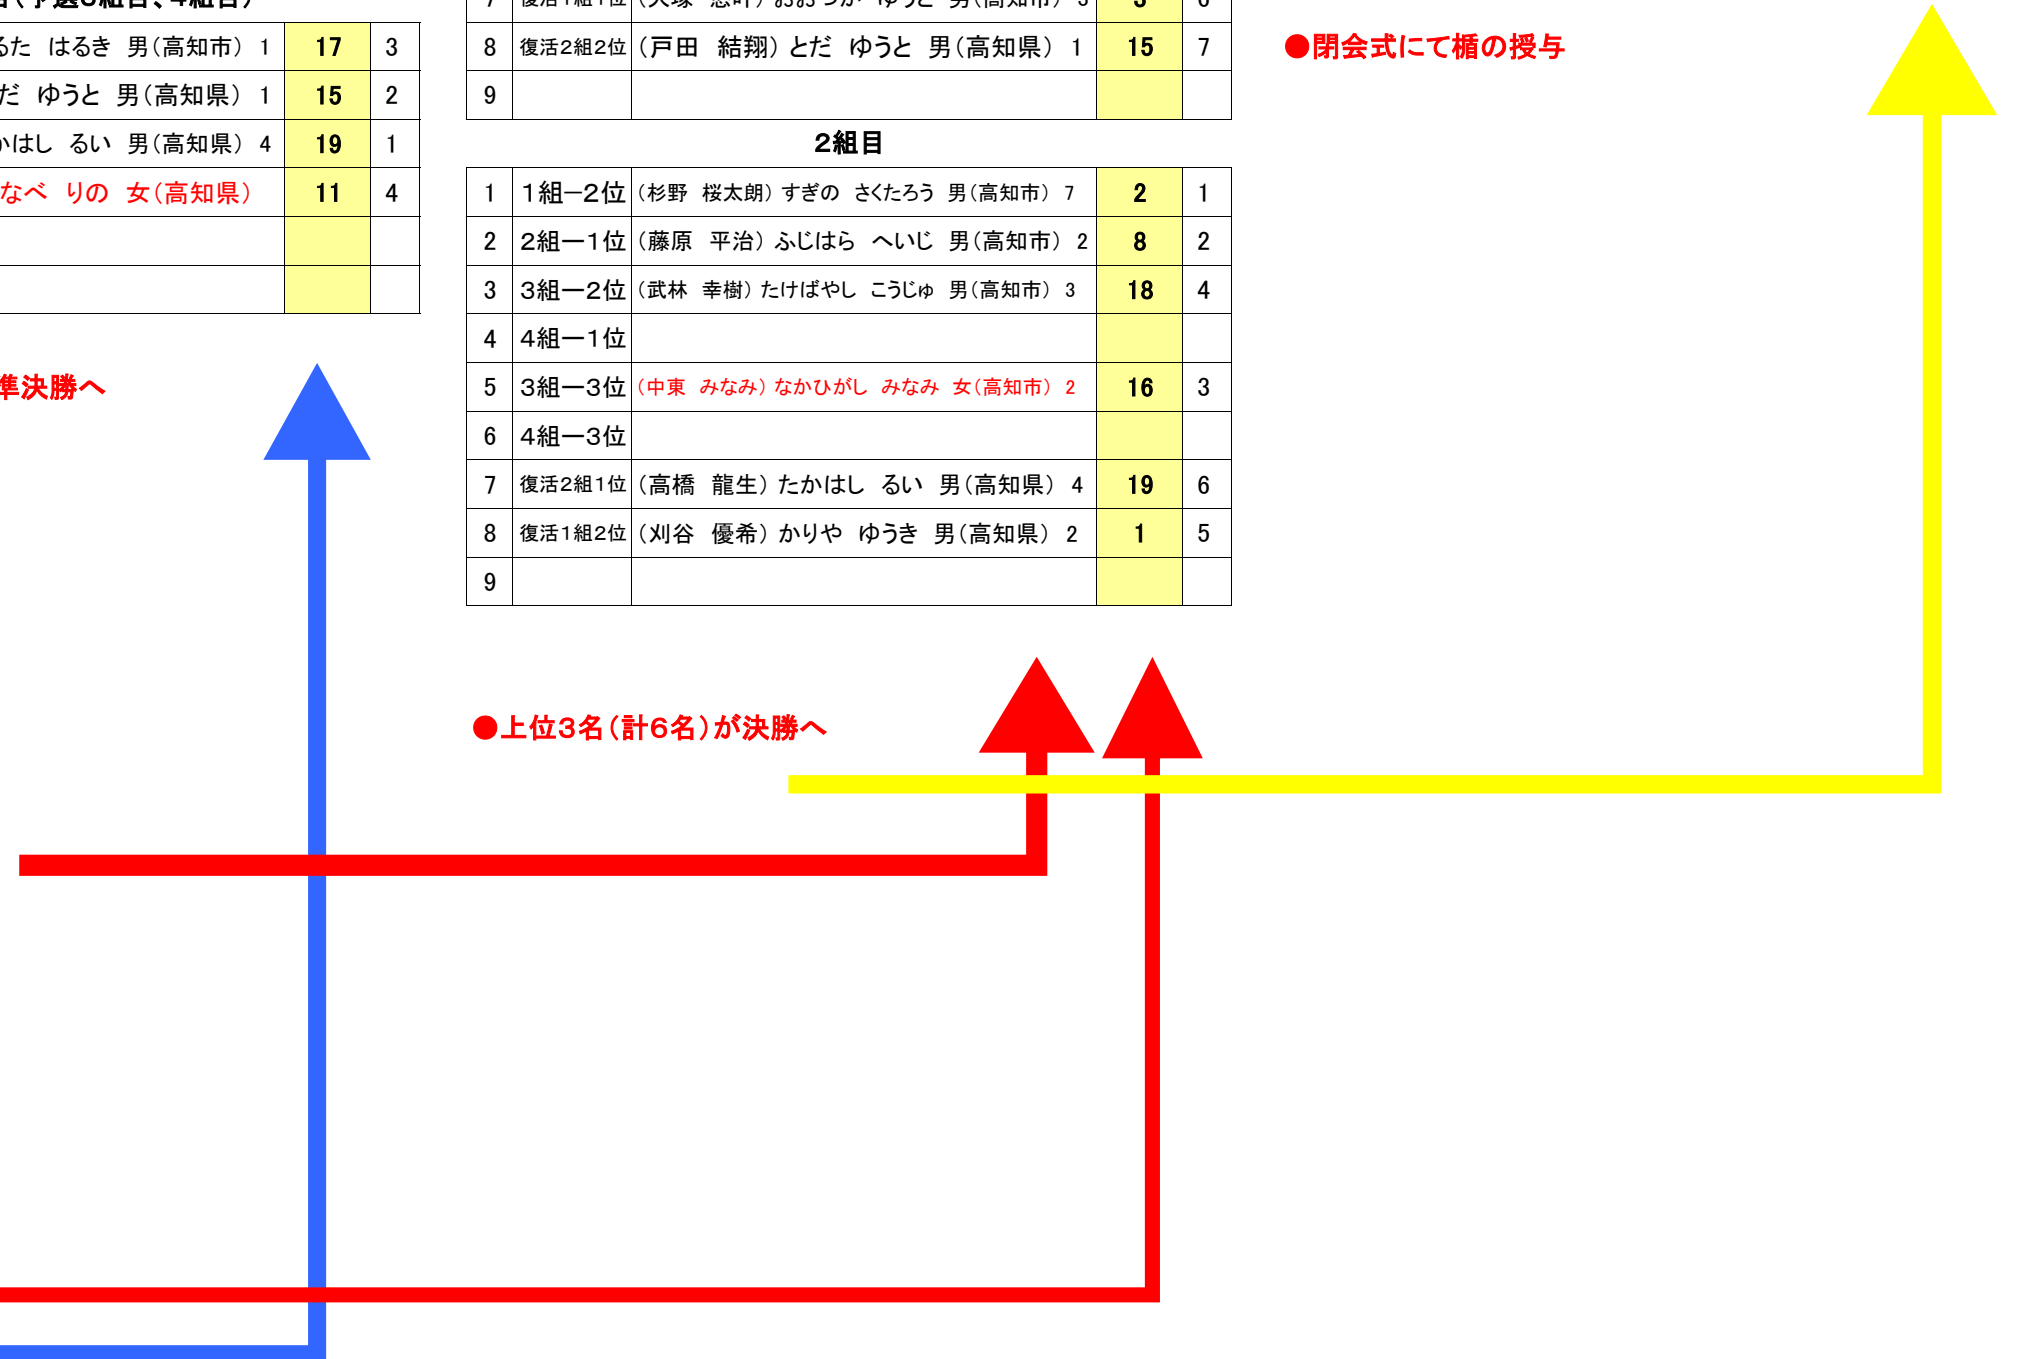 るた はるき 男（高知市） 1 17 3
だ ゆうと 男（高知県） 1 15 2
かはし るい 男（高知県） 4 19 1
なべ りの 女（高知県） 11 4
準決勝へ
8 復活２組２位 （戸田 結翔）とだ ゆうと 男（高知県） 1 15 7
9
２組目
1 １組－２位 （杉野 桜太朗）すぎの さくたろう 男（高知市） 7 2 1
2 ２組－１位 （藤原 平治）ふじはら へいじ 男（高知市） 2 8 2
3 ３組－２位 （武林 幸樹）たけばやし こうじゅ 男（高知市） 3 18 4
4 ４組－１位
5 ３組－３位 （中東 みなみ）なかひがし みなみ 女（高知市） 2 16 3
6 ４組－３位
7 復活２組１位 （高橋 龍生）たかはし るい 男（高知県） 4 19 6
8 復活１組２位 （刈谷 優希）かりや ゆうき 男（高知県） 2 1 5
9
●上位３名（計６名）が決勝へ
●閉会式にて楯の授与